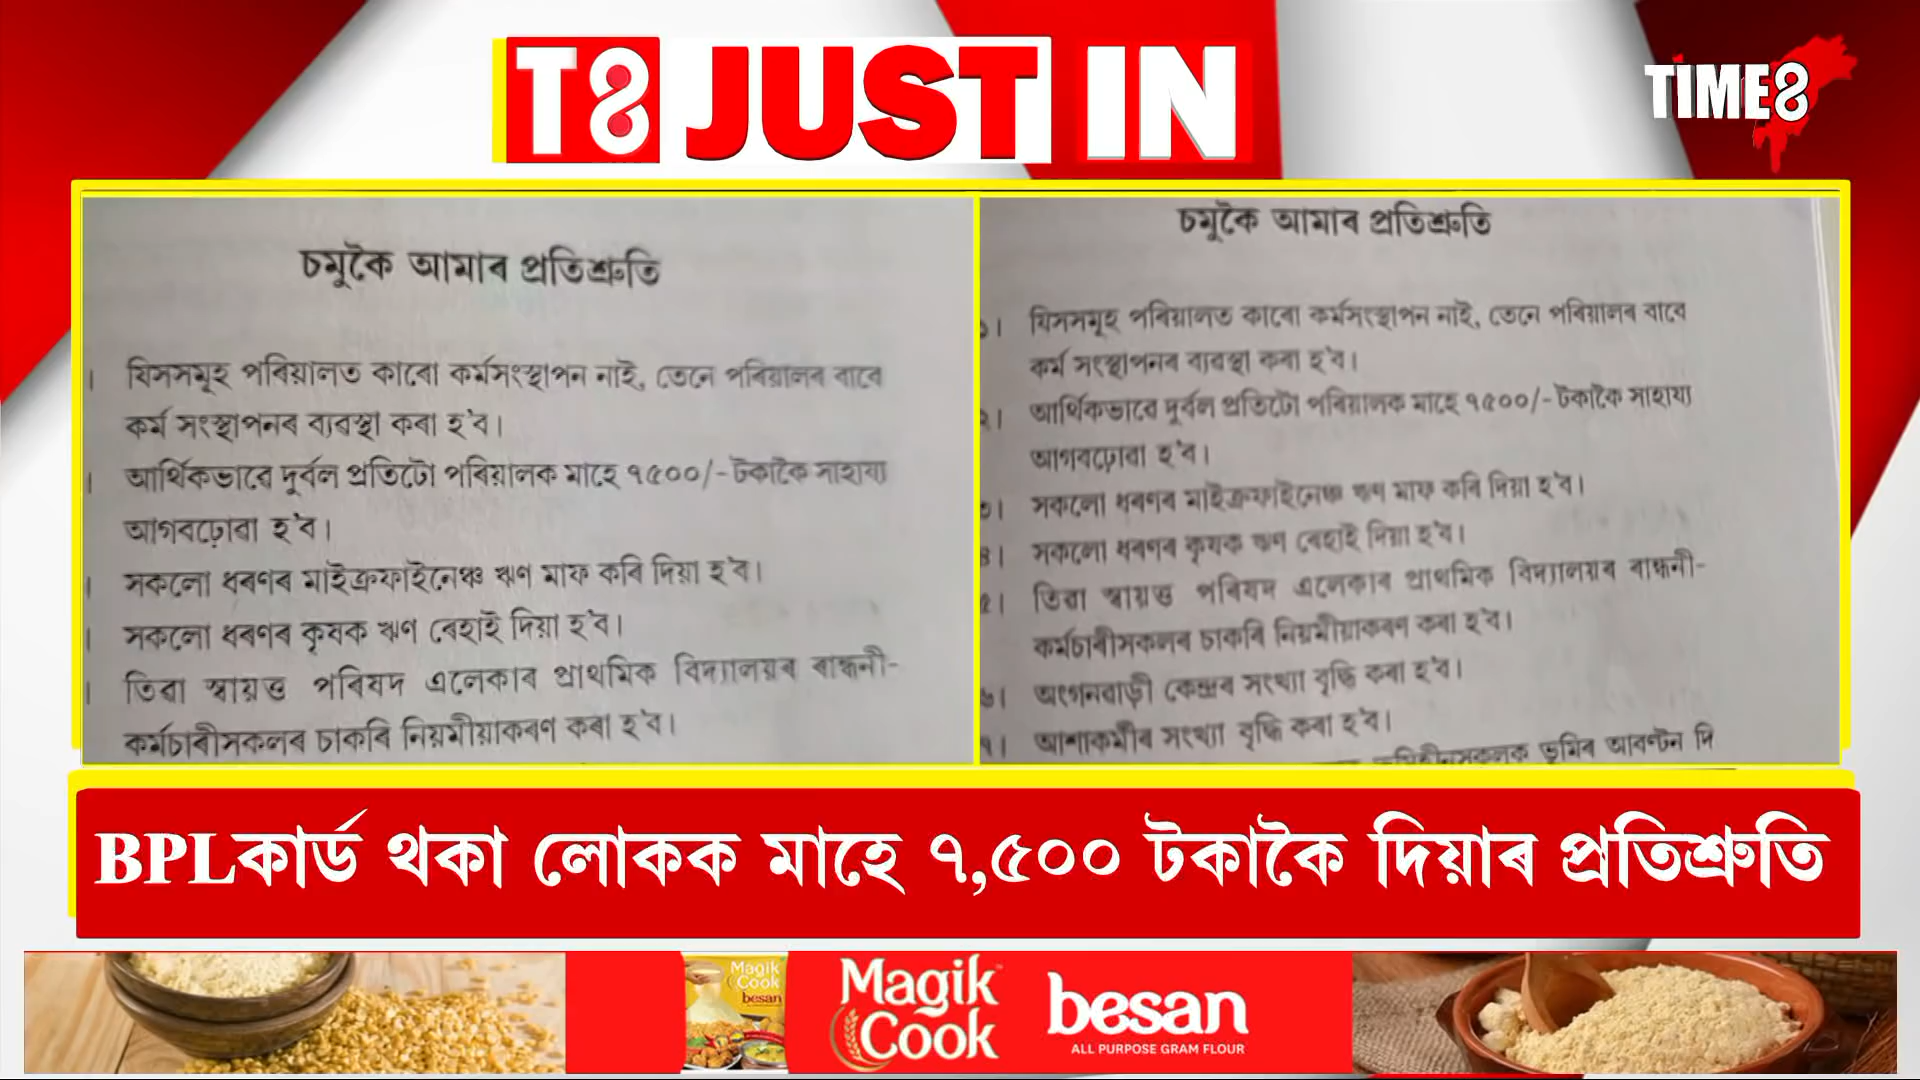 T8 JUST IN
TIME8
চমুকৈ আমাৰ প্ৰতিশ্ৰুতি
। যিসসমূহ পৰিয়ালত কাৰো কৰ্মসংস্থাপন নাই, তেনে পৰিয়ালৰ বাবে
কৰ্ম সংস্থাপনৰ ব্যৱস্থা কৰা হ'ব।
। আৰ্থিকভাৱে দুৰ্বল প্ৰতিটো পৰিয়ালক মাহে ৭৫০০/- টকাকৈ সাহায্য
আগবঢ়োৱা হ'ব।
। সকলো ধৰণৰ মাইক্ৰফাইনেঞ্চ ঋণ মাফ কৰি দিয়া হ'ব।
। সকলো ধৰণৰ কৃষক ঋণ ৰেহাই দিয়া হ'ব।
। তিৱা স্বায়ত্ত পৰিষদ এলেকাৰ প্ৰাথমিক বিদ্যালয়ৰ ৰান্ধনী-
কৰ্মচাৰীসকলৰ চাকৰি নিয়মীয়াকৰণ কৰা হ'ব।
চমুকৈ আমাৰ প্ৰতিশ্ৰুতি
১। যিসসমূহ পৰিয়ালত কাৰো কৰ্মসংস্থাপন নাই, তেনে পৰিয়ালৰ বাবে
কৰ্ম সংস্থাপনৰ ব্যৱস্থা কৰা হ'ব।
২। আৰ্থিকভাৱে দুৰ্বল প্ৰতিটো পৰিয়ালক মাহে ৭৫০০/- টকাকৈ সাহায্য
আগবঢ়োৱা হ'ব।
৩। সকলো ধৰণৰ মাইক্ৰফাইনেঞ্চ ঋণ মাফ কৰি দিয়া হ'ব।
৪। সকলো ধৰণৰ কৃষক ঋণ ৰেহাই দিয়া হ'ব।
৫। তিৱা স্বায়ত্ত পৰিষদ এলেকাৰ প্ৰাথমিক বিদ্যালয়ৰ ৰান্ধনী-
কৰ্মচাৰীসকলৰ চাকৰি নিয়মীয়াকৰণ কৰা হ'ব।
৬। অংগনবাড়ী কেন্দ্ৰৰ সংখ্যা বৃদ্ধি কৰা হ'ব।
৭। আশাকৰ্মীৰ সংখ্যা বৃদ্ধি কৰা হ'ব।
ভূমিৰ আবণ্টন দি
BPLকাৰ্ড থকা লোকক মাহে ৭,৫০০ টকাকৈ দিয়াৰ প্ৰতিশ্ৰুতি
Magik Cook besan
Magik Cook
besan
ALL PURPOSE GRAM FLOUR